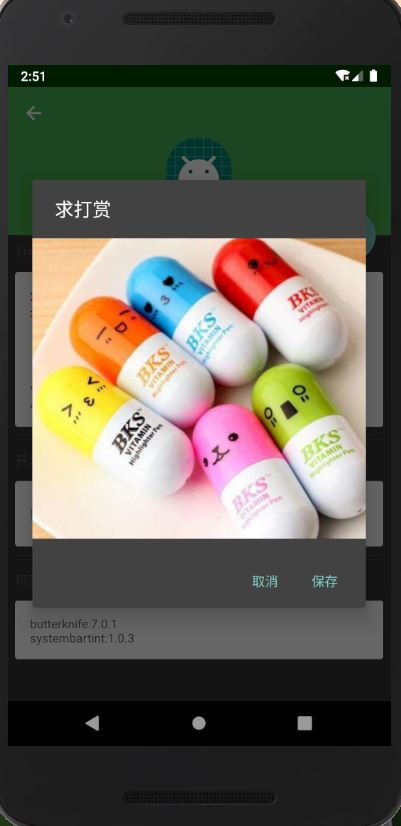 2:51
求打赏
BKS
VITAMIN
Highlighter Pen
BKS
VITAMIN
Highlighter Pen
BKS
VITAMIN
Highlighter Pen
BKS
VITAMIN
Highlighter Pen
BKS
VITAMIN
Highlighter Pen
BKS
VITAMIN
Highlighter Pen
取消
保存
butterknife:7.0.1
systembartint:1.0.3